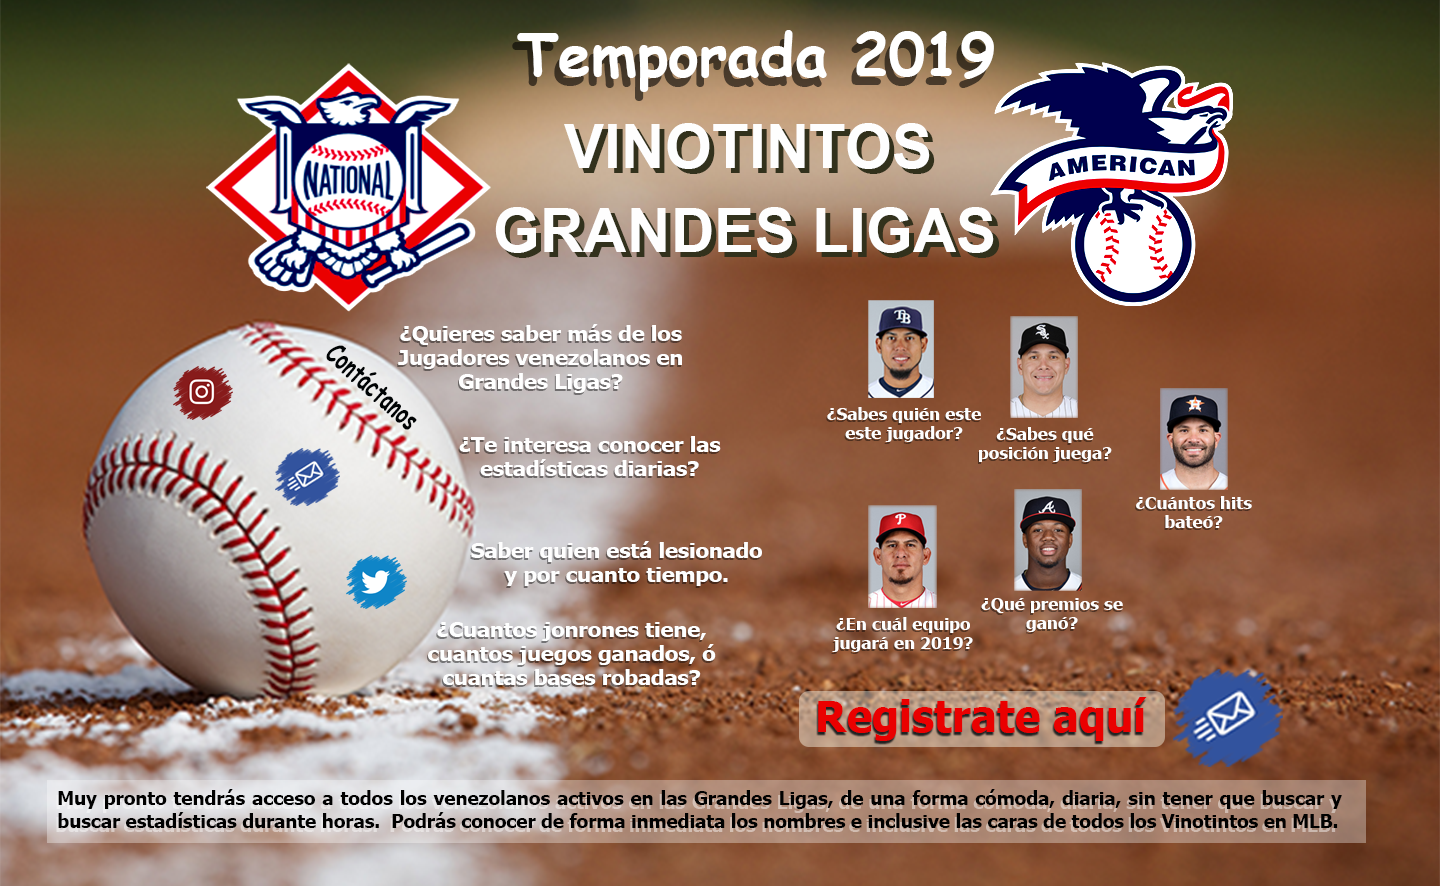 Temporada 2019
VINOTINTOS
GRANDES LIGAS
NATIONAL
AMERICAN
Contáctanos
¿Quieres saber más de los
Jugadores venezolanos en
Grandes Ligas?
¿Te interesa conocer las
estadísticas diarias?
Saber quien está lesionado
y por cuanto tiempo.
¿Cuantos jonrones tiene,
cuantos juegos ganados, ó
cuantas bases robadas?
TB
¿Sabes quién este
este jugador?
Sox
¿Sabes qué
posición juega?
¿Cuántos hits
bateó?
P
¿En cuál equipo
jugará en 2019?
A
¿Qué premios se
ganó?
Registrate aquí
Muy pronto tendrás acceso a todos los venezolanos activos en las Grandes Ligas, de una forma cómoda, diaria, sin tener que buscar y
buscar estadísticas durante horas.  Podrás conocer de forma inmediata los nombres e inclusive las caras de todos los Vinotintos en MLB.